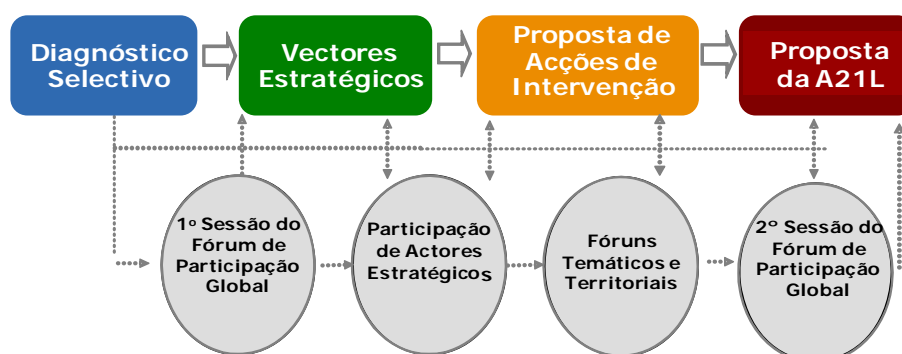 Diagnóstico
Selectivo
Vectores
Estratégicos
Proposta de
Acções de
Intervenção
Proposta
da A21L
1º Sessão do
Fórum de
Participação
Global
Participação
de Actores
Estratégicos
Fóruns
Temáticos e
Territoriais
2º Sessão do
Fórum de
Participação
Global